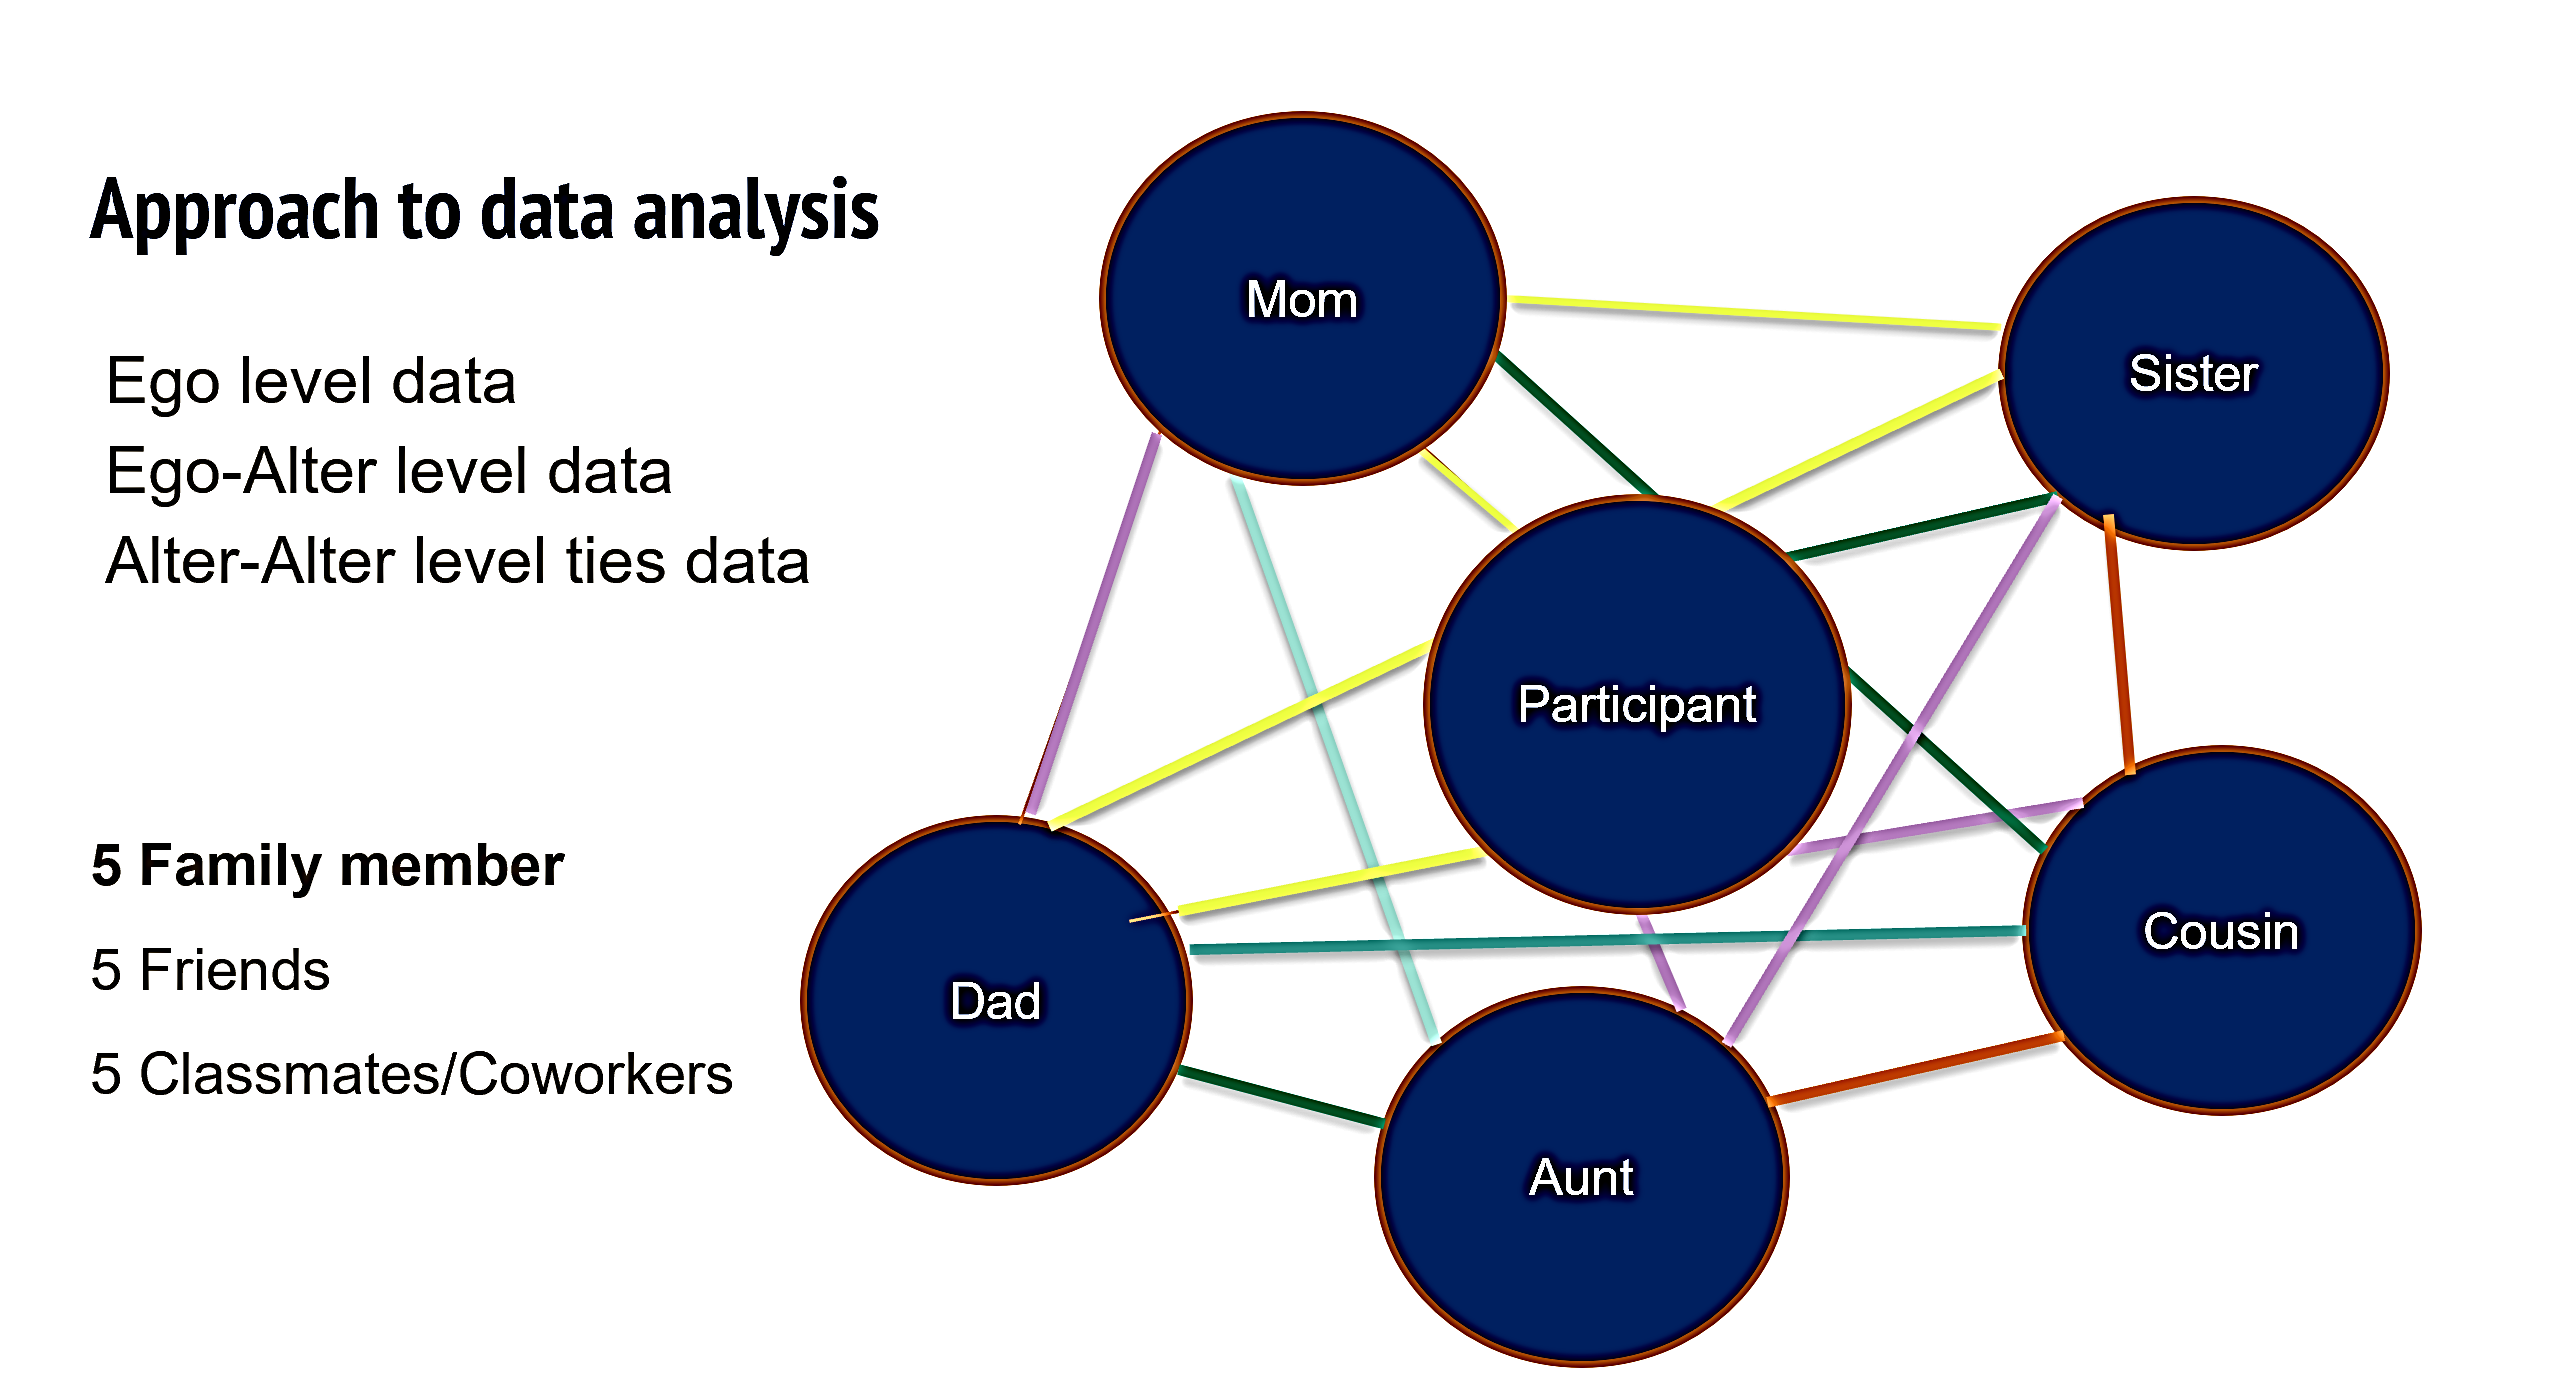 Approach to data analysis
Ego level data
Ego-Alter level data
Alter-Alter level ties data
5 Family member
5 Friends
5 Classmates/Coworkers
Mom
Sister
Participant
Cousin
Dad
Aunt